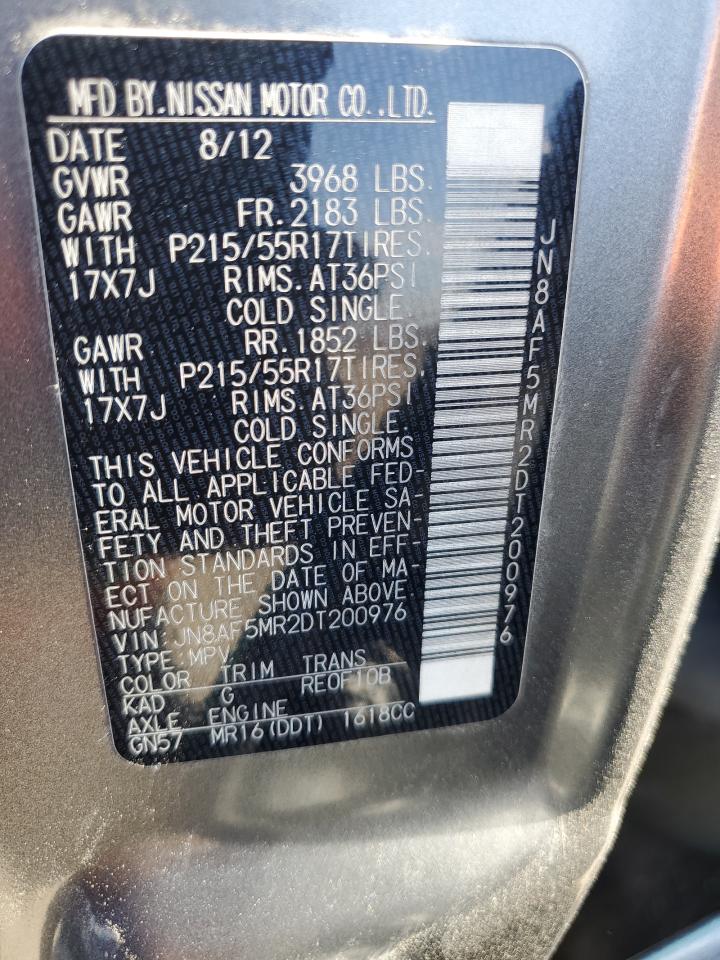 MFD BY.NISSAN MOTOR CO.,LTD.
DATE 8/12
GVWR 3968 LBS.
GAWR FR.2183 LBS.
WITH P215/55R17TIRES,
17X7J RIMS.AT36PSI
COLD SINGLE.
GAWR RR.1852 LBS.
WITH P215/55R17TIRES,
17X7J RIMS.AT36PSI
COLD SINGLE.
THIS VEHICLE CONFORMS
TO ALL APPLICABLE FED-
ERAL MOTOR VEHICLE SA-
FETY AND THEFT PREVEN-
TION STANDARDS IN EFF-
ECT ON THE DATE OF MA-
NUFACTURE SHOWN ABOVE.
VIN:JN8AF5MR2DT200976
TYPE:MPV
COLOR TRIM TRANS
KAD G RE0F10B
AXLE ENGINE
GN57 MR16(DDT) 1618CC
JN8AF5MR2DT200976